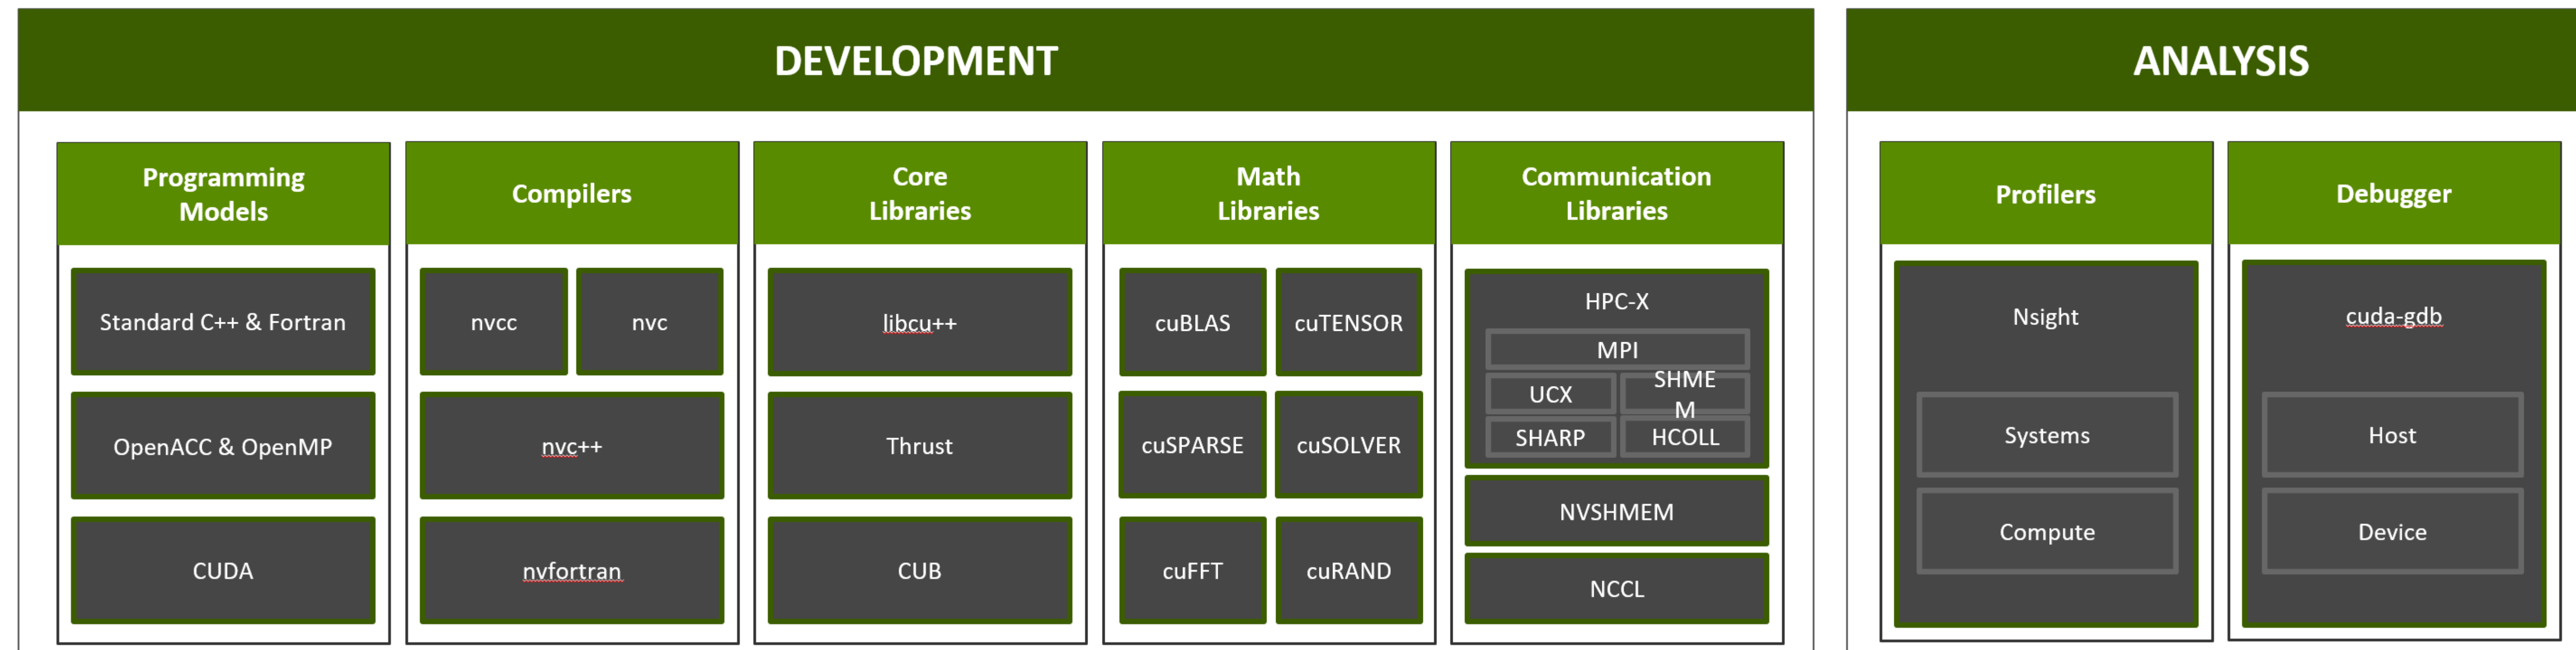 DEVELOPMENT
Programming
Models
Standard C++ & Fortran
OpenACC & OpenMP
CUDA
Compilers
nvcc
nvc
nvc++
nvfortran
Core
Libraries
libcu++
Thrust
CUB
Math
Libraries
cuBLAS
cuTENSOR
cuSPARSE
cuSOLVER
cuFFT
cuRAND
Communication
Libraries
HPC-X
MPI
UCX
SHME
M
SHARP
HCOLL
NVSHMEM
NCCL
ANALYSIS
Profilers
Nsight
Systems
Compute
Debugger
cuda-gdb
Host
Device